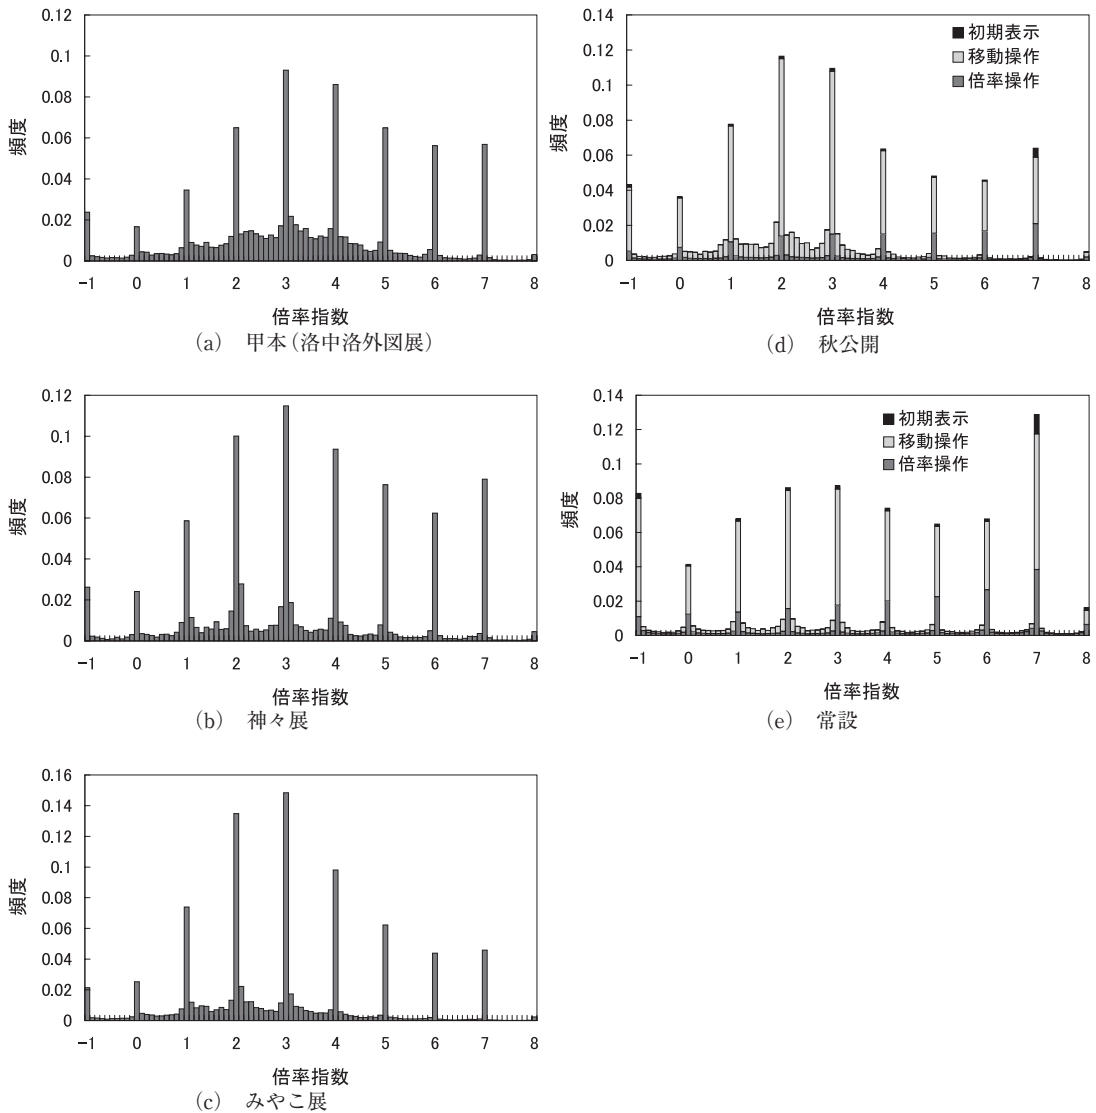 0.12
0.1
0.08
0.06
0.04
0.02
0
頻度
-1 0 1 2 3 4 5 6 7 8
倍率指数
(a) 甲本(洛中洛外図展)
0.14
0.12
0.1
0.08
0.06
0.04
0.02
0
頻度
初期表示
移動操作
倍率操作
-1 0 1 2 3 4 5 6 7 8
倍率指数
(d) 秋公開
0.12
0.1
0.08
0.06
0.04
0.02
0
頻度
-1 0 1 2 3 4 5 6 7 8
倍率指数
(b) 神々展
0.14
0.12
0.1
0.08
0.06
0.04
0.02
0
頻度
初期表示
移動操作
倍率操作
-1 0 1 2 3 4 5 6 7 8
倍率指数
(e) 常設
0.16
0.14
0.12
0.1
0.08
0.06
0.04
0.02
0
頻度
-1 0 1 2 3 4 5 6 7 8
倍率指数
(c) みやこ展